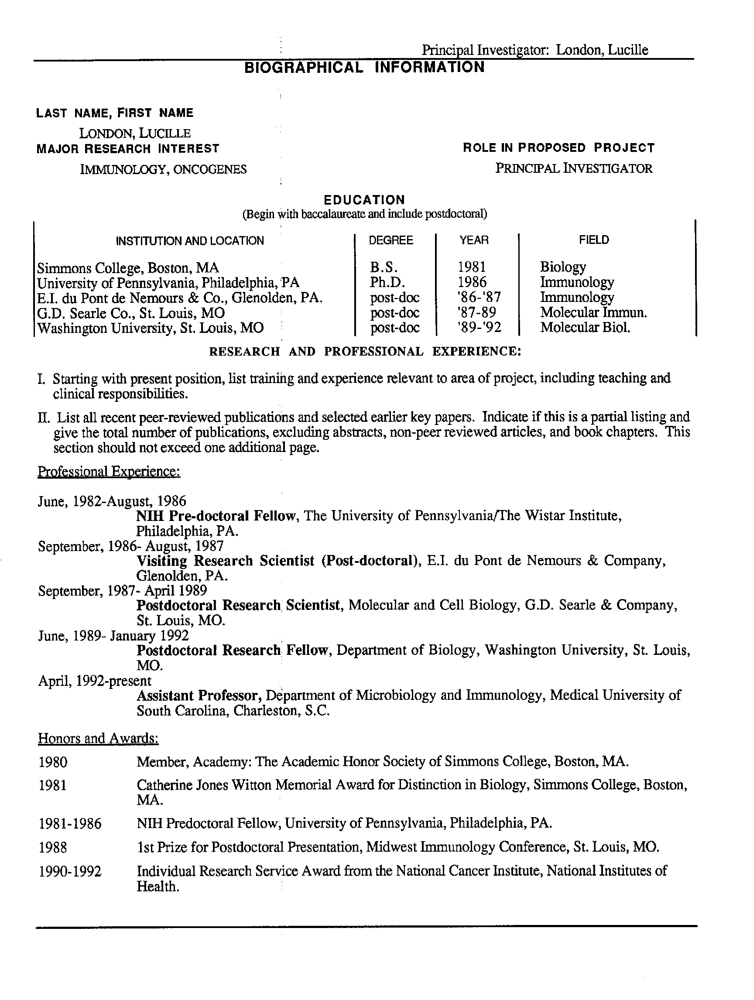 Principal Investigator: London, Lucille
BIOGRAPHICAL INFORMATION
LAST NAME, FIRST NAME
LONDON, LUCILLE
MAJOR RESEARCH INTEREST
ROLE IN PROPOSED PROJECT
IMMUNOLOGY, ONCOGENES
PRINCIPAL INVESTIGATOR
EDUCATION
(Begin with baccalaureate and include postdoctoral)
INSTITUTION AND LOCATION DEGREE YEAR FIELD
Simmons College, Boston, MA B.S. 1981 Biology
University of Pennsylvania, Philadelphia, PA Ph.D. 1986 Immunology
E.I. du Pont de Nemours & Co., Glenolden, PA. post-doc '86-'87 Immunology
G.D. Searle Co., St. Louis, MO post-doc '87-89 Molecular Immun.
Washington University, St. Louis, MO post-doc '89-'92 Molecular Biol.
RESEARCH AND PROFESSIONAL EXPERIENCE:
I. Starting with present position, list training and experience relevant to area of project, including teaching and
clinical responsibilities.
II. List all recent peer-reviewed publications and selected earlier key papers. Indicate if this is a partial listing and
give the total number of publications, excluding abstracts, non-peer reviewed articles, and book chapters. This
section should not exceed one additional page.
Professional Experience:
June, 1982-August, 1986
NIH Pre-doctoral Fellow, The University of Pennsylvania/The Wistar Institute,
Philadelphia, PA.
September, 1986- August, 1987
Visiting Research Scientist (Post-doctoral), E.I. du Pont de Nemours & Company,
Glenolden, PA.
September, 1987- April 1989
Postdoctoral Research Scientist, Molecular and Cell Biology, G.D. Searle & Company,
St. Louis, MO.
June, 1989- January 1992
Postdoctoral Research Fellow, Department of Biology, Washington University, St. Louis,
MO.
April, 1992-present
Assistant Professor, Department of Microbiology and Immunology, Medical University of
South Carolina, Charleston, S.C.
Honors and Awards:
1980 Member, Academy: The Academic Honor Society of Simmons College, Boston, MA.
1981 Catherine Jones Witton Memorial Award for Distinction in Biology, Simmons College, Boston,
MA.
1981-1986 NIH Predoctoral Fellow, University of Pennsylvania, Philadelphia, PA.
1988 1st Prize for Postdoctoral Presentation, Midwest Immunology Conference, St. Louis, MO.
1990-1992 Individual Research Service Award from the National Cancer Institute, National Institutes of
Health.